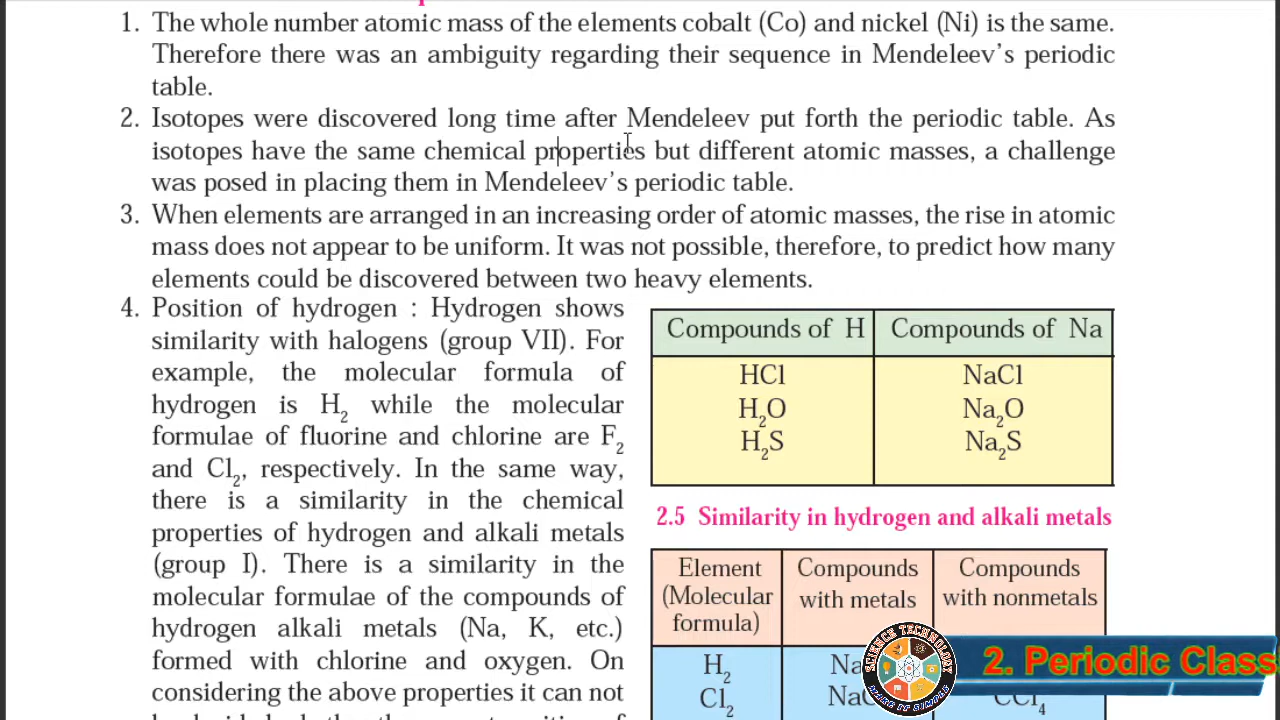 1. The whole number atomic mass of the elements cobalt (Co) and nickel (Ni) is the same.
Therefore there was an ambiguity regarding their sequence in Mendeleev's periodic
table.
2. Isotopes were discovered long time after Mendeleev put forth the periodic table. As
isotopes have the same chemical properties but different atomic masses, a challenge
was posed in placing them in Mendeleev's periodic table.
3. When elements are arranged in an increasing order of atomic masses, the rise in atomic
mass does not appear to be uniform. It was not possible, therefore, to predict how many
elements could be discovered between two heavy elements.
4. Position of hydrogen : Hydrogen shows
similarity with halogens (group VII). For
example, the molecular formula of
hydrogen is H₂ while the molecular
formulae of fluorine and chlorine are F₂
and Cl₂, respectively. In the same way,
there is a similarity in the chemical
properties of hydrogen and alkali metals
(group I). There is a similarity in the
molecular formulae of the compounds of
hydrogen alkali metals (Na, K, etc.)
formed with chlorine and oxygen. On
considering the above properties it can not
Compounds of H Compounds of Na
HCl NaCl
H₂O Na₂O
H₂S Na₂S
2.5 Similarity in hydrogen and alkali metals
Element Compounds Compounds
(Molecular with metals with nonmetals
formula)
H₂
Cl₂ CCl₄
SCIENCE TECHNOLOGY
MAKE IT SIMPLE
2. Periodic Class